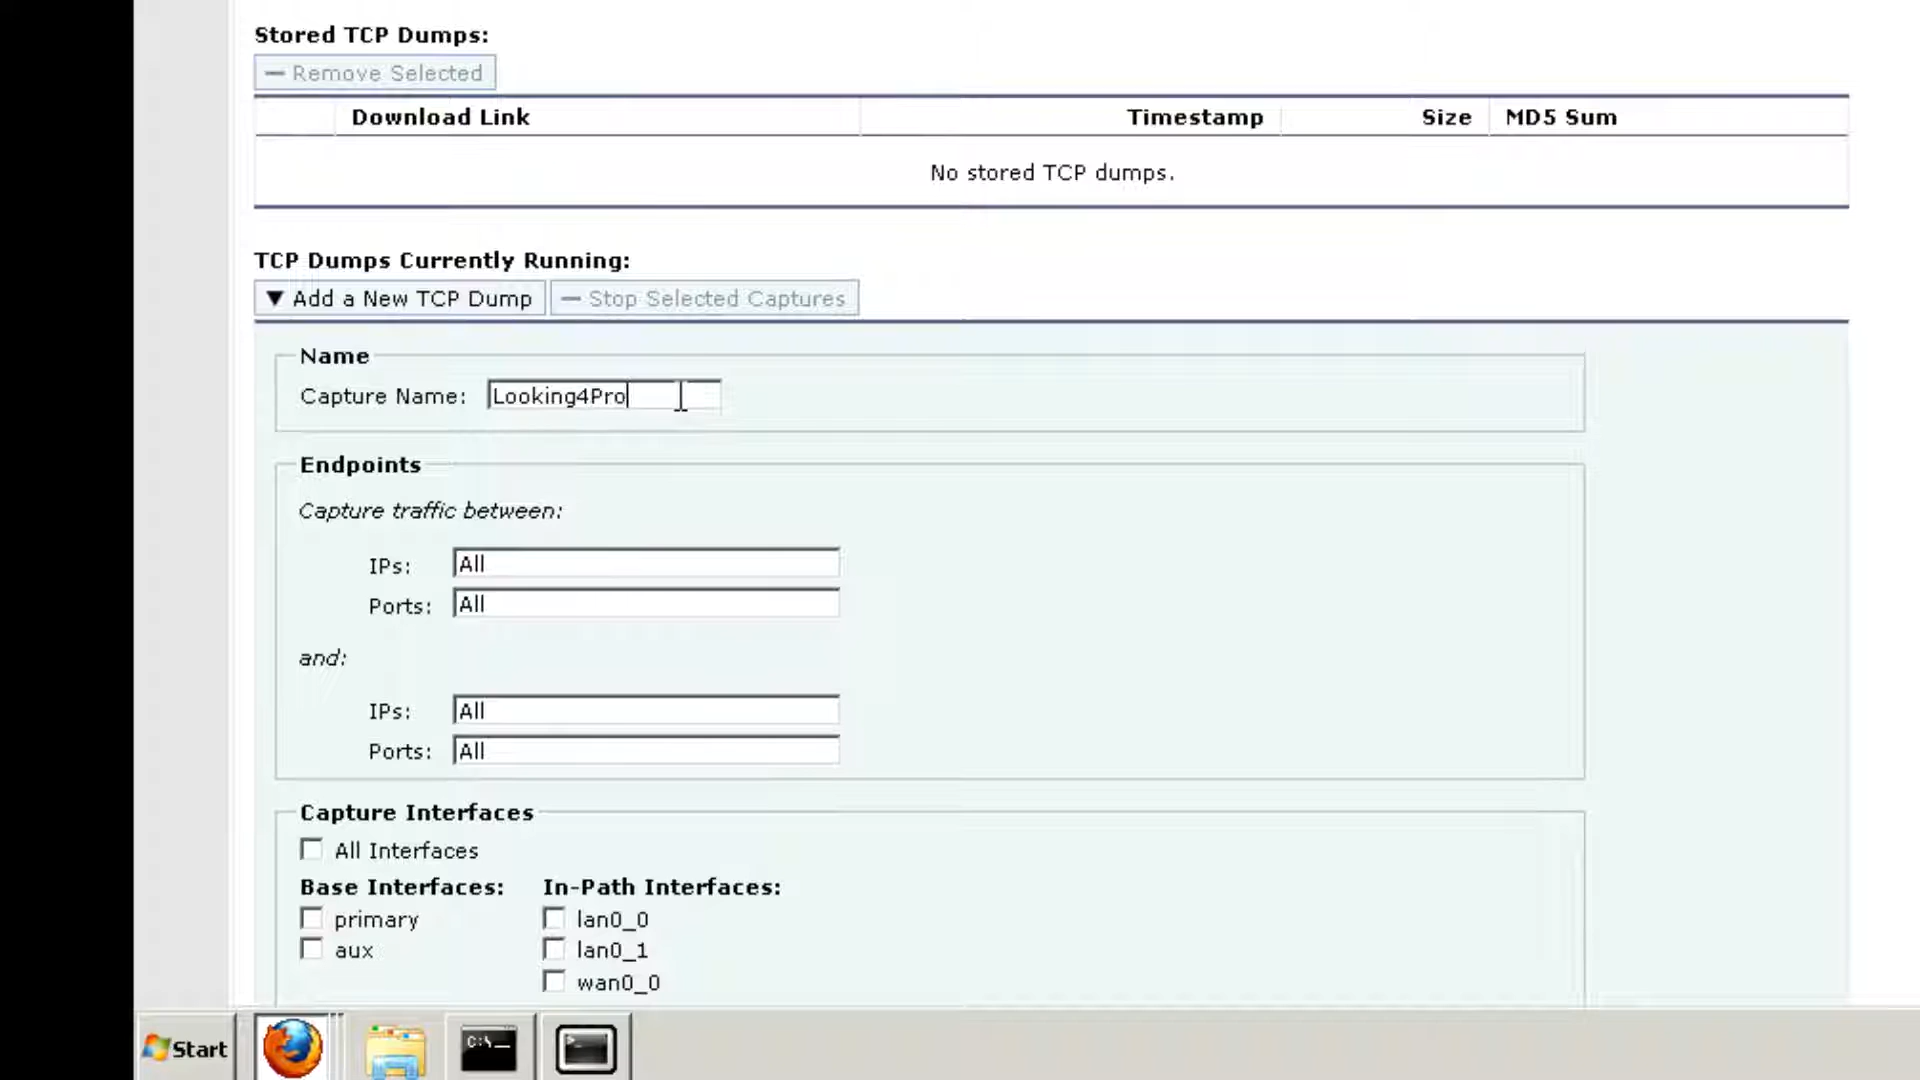 Stored TCP Dumps:
Remove Selected
Download Link Timestamp Size MD5 Sum
No stored TCP dumps.
TCP Dumps Currently Running:
Add a New TCP Dump Stop Selected Captures
Name
Capture Name: Looking4Pro
Endpoints
Capture traffic between:
IPs: All
Ports: All
and:
IPs: All
Ports: All
Capture Interfaces
All Interfaces
Base Interfaces: In-Path Interfaces:
primary lan0_0
aux lan0_1
wan0_0
Start C:\_